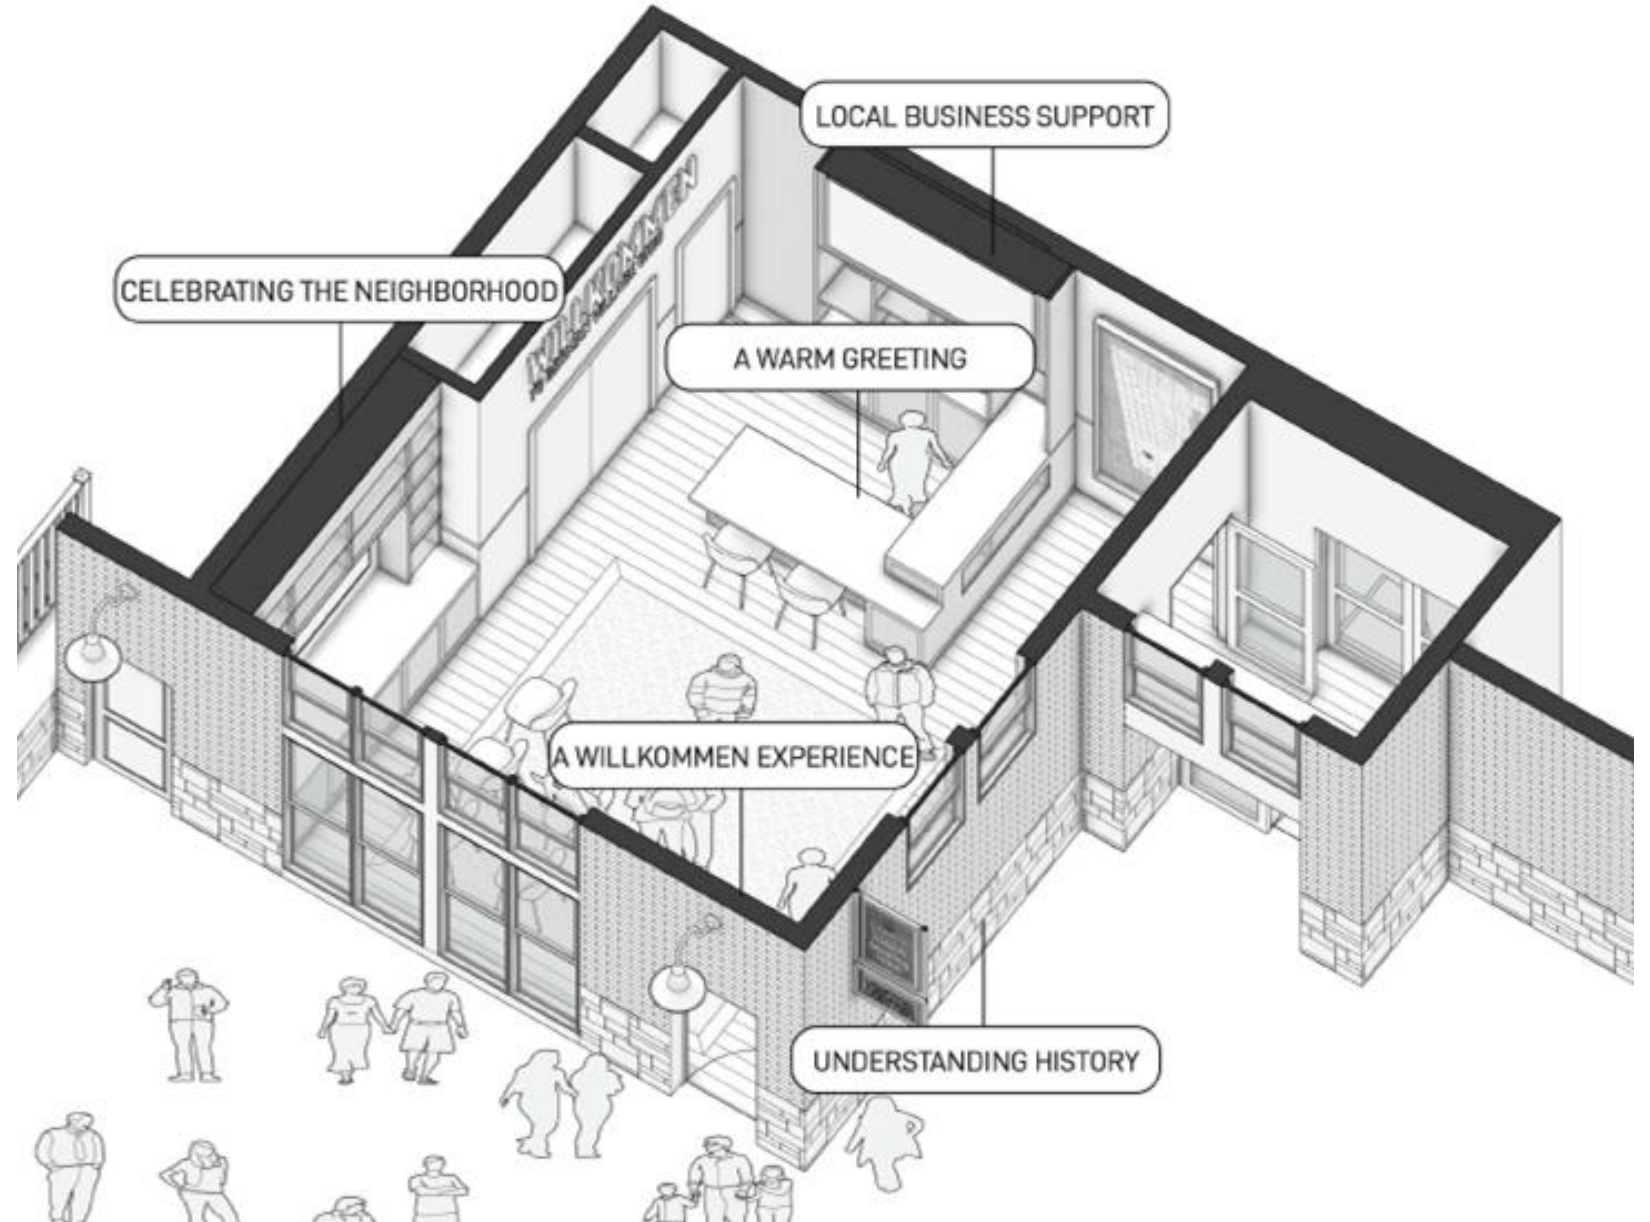 LOCAL BUSINESS SUPPORT
WILLKOMMEN
CELEBRATING THE NEIGHBORHOOD
A WARM GREETING
A WILLKOMMEN EXPERIENCE
UNDERSTANDING HISTORY